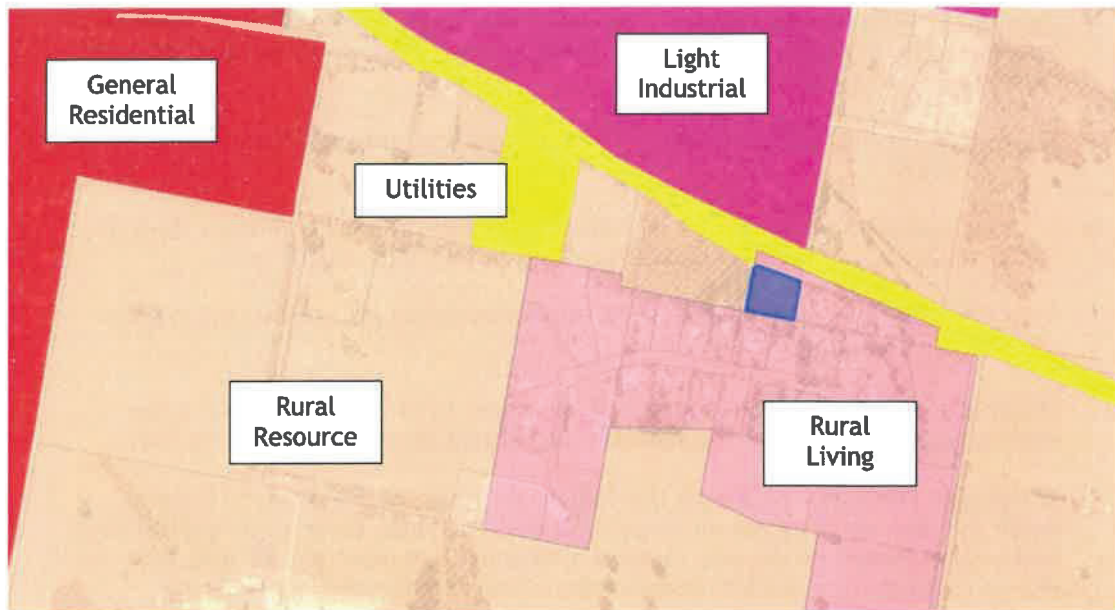 General
Residential
Light
Industrial
Utilities
Rural
Resource
Rural
Living